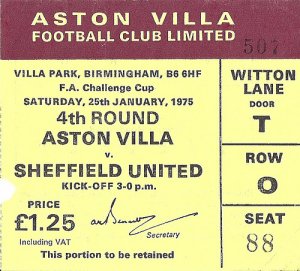 ASTON VILLA
FOOTBALL CLUB LIMITED
507
VILLA PARK, BIRMINGHAM, B6 6HF
F.A. Challenge Cup
SATURDAY, 25th JANUARY, 1975
4th ROUND
ASTON VILLA
v.
SHEFFIELD UNITED
KICK-OFF 3-0 p.m.
PRICE
£1.25
Including VAT
Secretary
This portion to be retained
WITTON
LANE
DOOR
T
ROW
O
SEAT
88